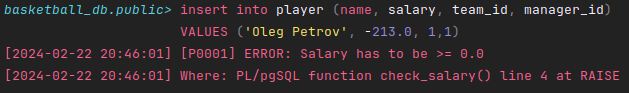 basketball_db.public> insert into player (name, salary, team_id, manager_id)
VALUES ('Oleg Petrov', -213.0, 1,1)
[2024-02-22 20:46:01] [P0001] ERROR: Salary has to be >= 0.0
[2024-02-22 20:46:01] Where: PL/pgSQL function check_salary() line 4 at RAISE